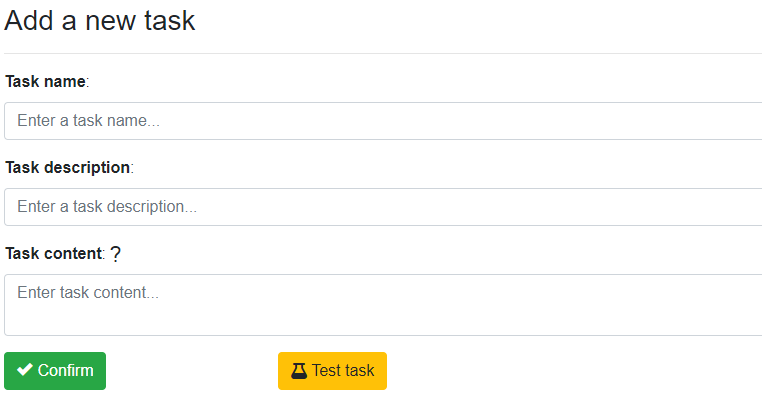 Add a new task
Task name:
Enter a task name...
Task description:
Enter a task description...
Task content: ?
Enter task content...
Confirm
Test task